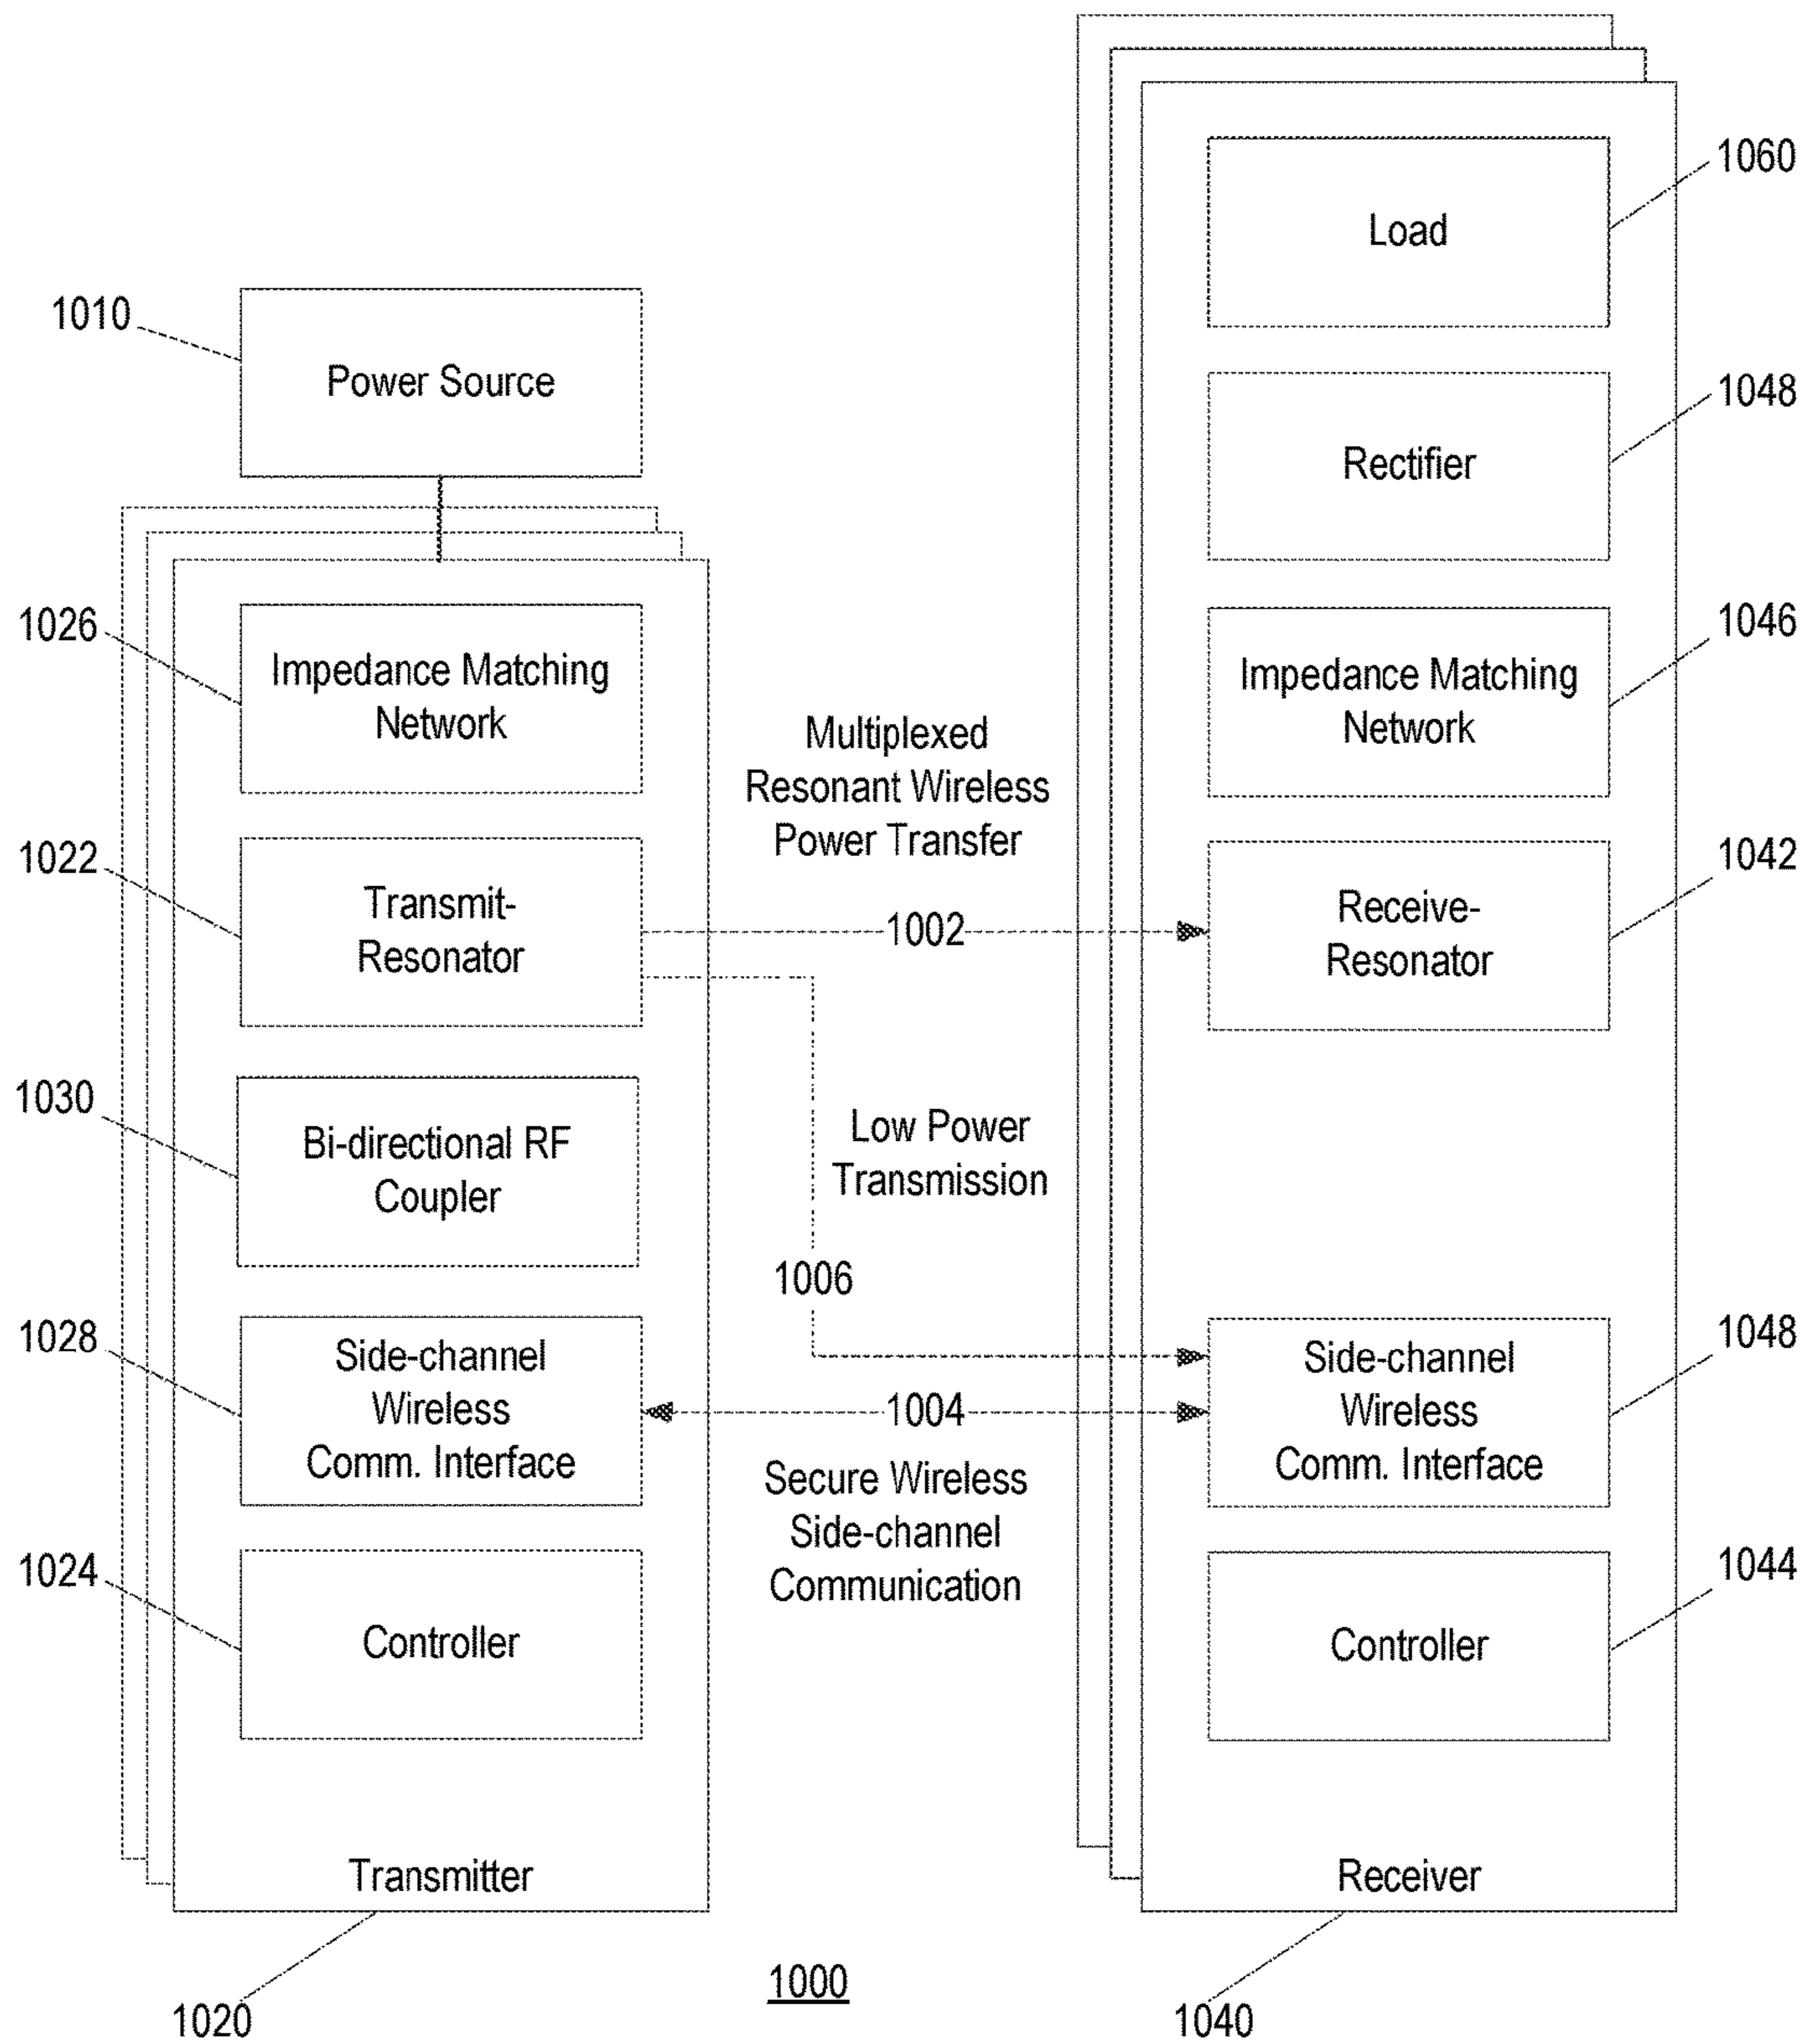 1010
Power Source
1026
Impedance Matching
Network
1022
Transmit-
Resonator
1030
Bi-directional RF
Coupler
1028
Side-channel
Wireless
Comm. Interface
1024
Controller
Transmitter
1020
Multiplexed
Resonant Wireless
Power Transfer
1002
Low Power
Transmission
1006
1004
Secure Wireless
Side-channel
Communication
1060
Load
1048
Rectifier
1046
Impedance Matching
Network
1042
Receive-
Resonator
1048
Side-channel
Wireless
Comm. Interface
1044
Controller
Receiver
1040
1000